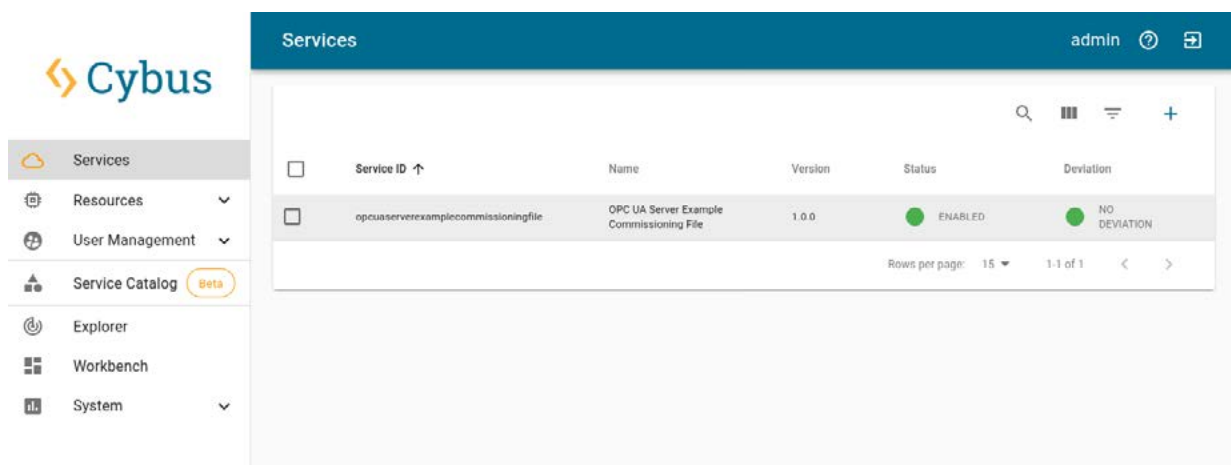 Cybus
Services
Resources
User Management
Service Catalog Beta
Explorer
Workbench
System
Services admin
Service ID Name Version Status Deviation
opcuaserverexamplecommissioningfile OPC UA Server Example 1.0.0 ENABLED NO
Commissioning File DEVIATION
Rows per page: 15 1-1 of 1